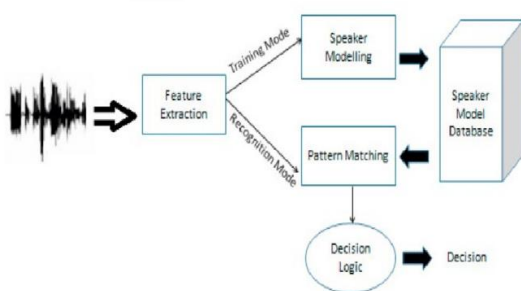 Training Mode
Speaker
Modelling
Feature
Extraction
Speaker
Model
Database
Recognition Mode
Pattern Matching
Decision
Logic
Decision